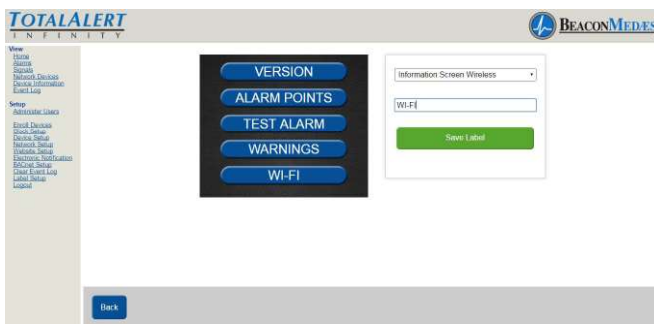 TOTALALERT
INFINITY
BEACONMEDÆS
View
Home
Alarms
Signals
Network Devices
Device Information
Event Log
Setup
Administer Users
Enroll Devices
Clock Setup
Device Setup
Network Setup
Website Setup
Electronic Notification
BACnet Setup
Clear Event Log
Label Setup
Logout
VERSION
ALARM POINTS
TEST ALARM
WARNINGS
WI-FI
Information Screen Wireless
WI-FI
Save Label
Back